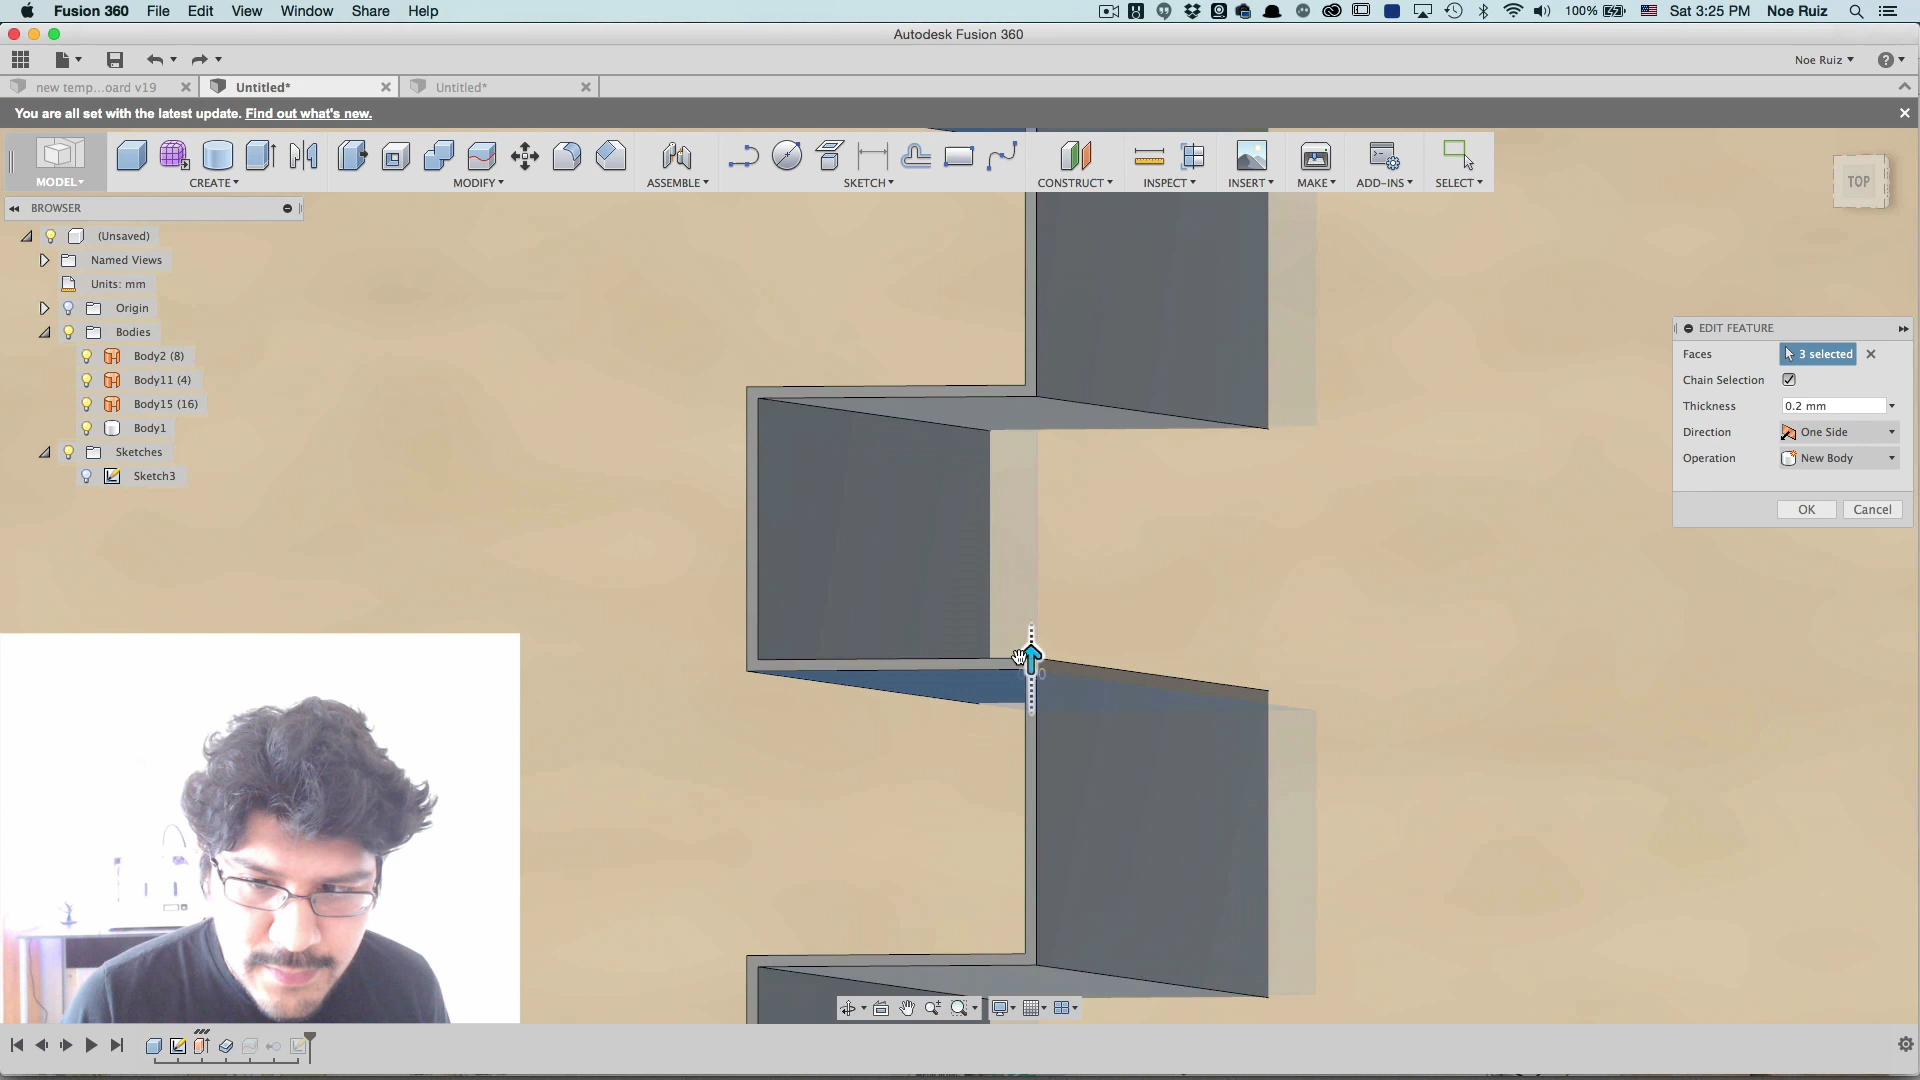 Fusion 360 File Edit View Window Share Help 100% Sat 3:25 PM Noe Ruiz
Autodesk Fusion 360
Noe Ruiz
new temp...oard v19 Untitled* Untitled*
You are all set with the latest update. Find out what's new.
MODEL CREATE MODIFY ASSEMBLE SKETCH CONSTRUCT INSPECT INSERT MAKE ADD-INS SELECT
TOP
BROWSER
(Unsaved)
Named Views
Units: mm
Origin
Bodies
Body2 (8)
Body11 (4)
Body15 (16)
Body1
Sketches
Sketch3
EDIT FEATURE
Faces 3 selected
Chain Selection
Thickness 0.2 mm
Direction One Side
Operation New Body
OK Cancel